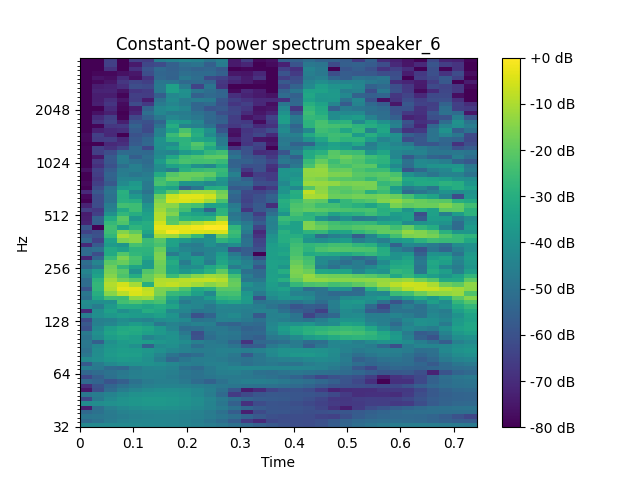 Constant-Q power spectrum speaker_6
Hz
2048
1024
512
256
128
64
32
0 0.1 0.2 0.3 0.4 0.5 0.6 0.7
Time
+0 dB
-10 dB
-20 dB
-30 dB
-40 dB
-50 dB
-60 dB
-70 dB
-80 dB